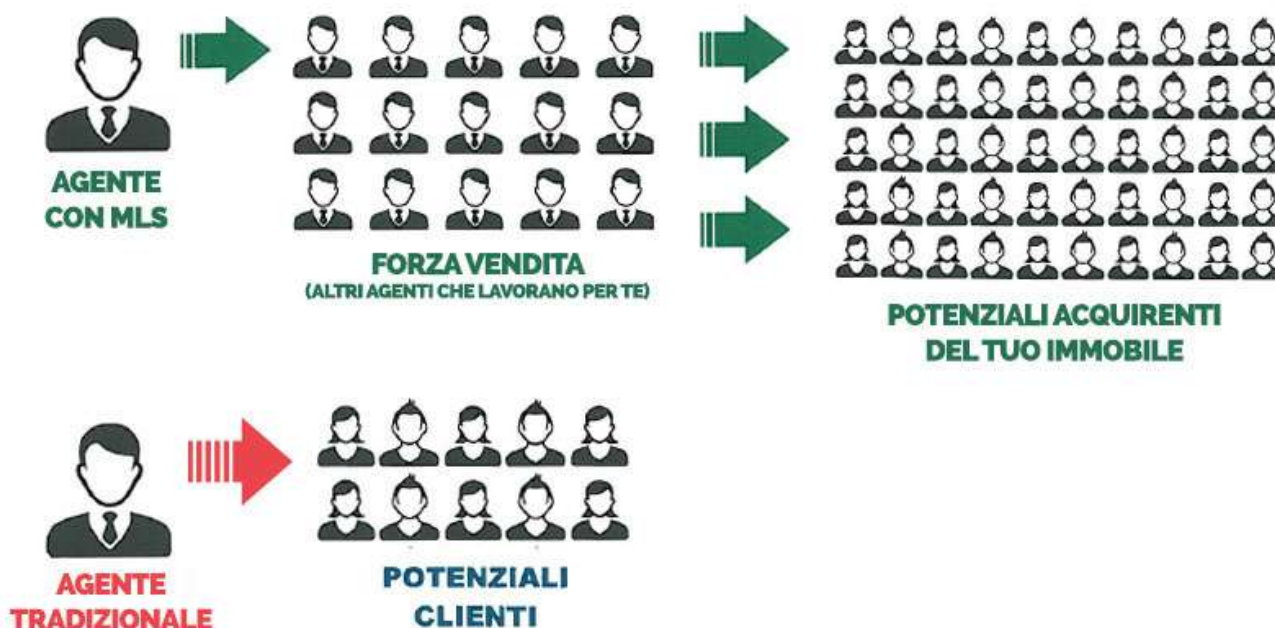 AGENTE
CON MLS
FORZA VENDITA
(ALTRI AGENTI CHE LAVORANO PER TE)
POTENZIALI ACQUIRENTI
DEL TUO IMMOBILE
AGENTE
TRADIZIONALE
POTENZIALI
CLIENTI